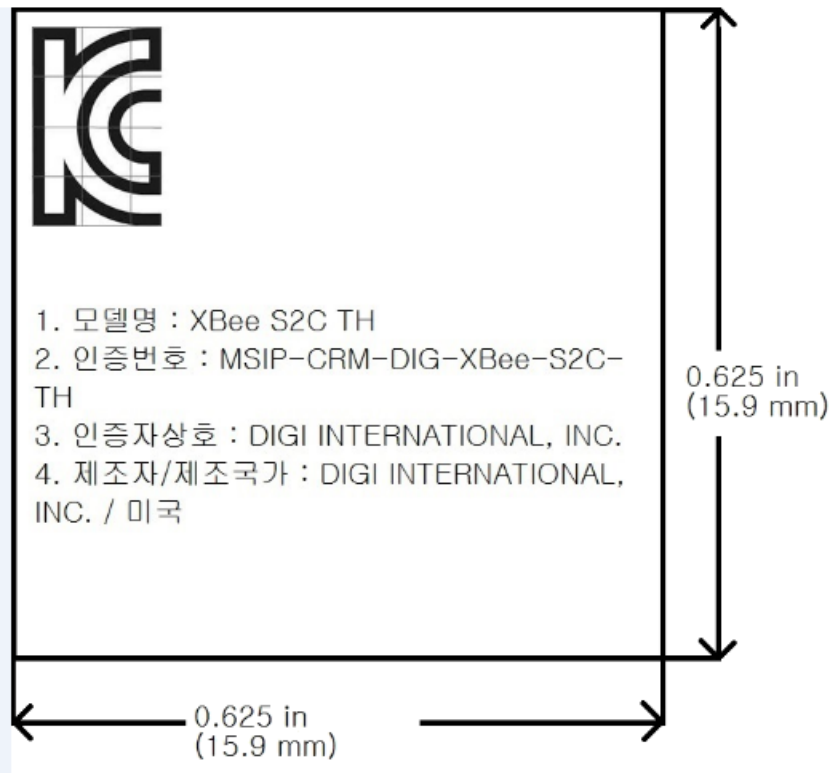 1. 모델명 : XBee S2C TH
2. 인증번호 : MSIP-CRM-DIG-XBee-S2C-
TH
3. 인증자상호 : DIGI INTERNATIONAL, INC.
4. 제조자/제조국가 : DIGI INTERNATIONAL,
INC. / 미국
0.625 in
(15.9 mm)
0.625 in
(15.9 mm)